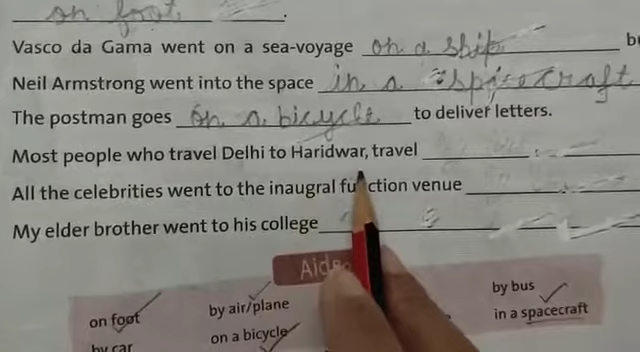 on foot.
Vasco da Gama went on a sea-voyage on a ship
Neil Armstrong went into the space in a spacecraft
The postman goes on a bicycle to deliver letters.
Most people who travel Delhi to Haridwar, travel
All the celebrities went to the inaugral function venue
My elder brother went to his college
Aide
on foot by air/plane by bus
by car on a bicycle in a spacecraft